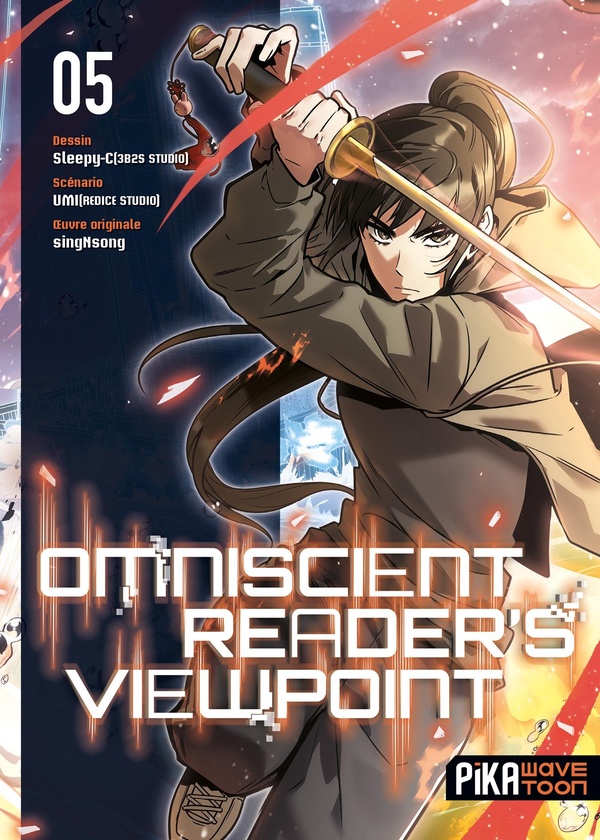 05
Dessin
Sleepy-C(3B2S STUDIO)
Scénario
UMI(REDICE STUDIO)
Œuvre originale
singNsong
OMNISCIENT
READER'S
VIEWPOINT
PIKA WAVE
TOON